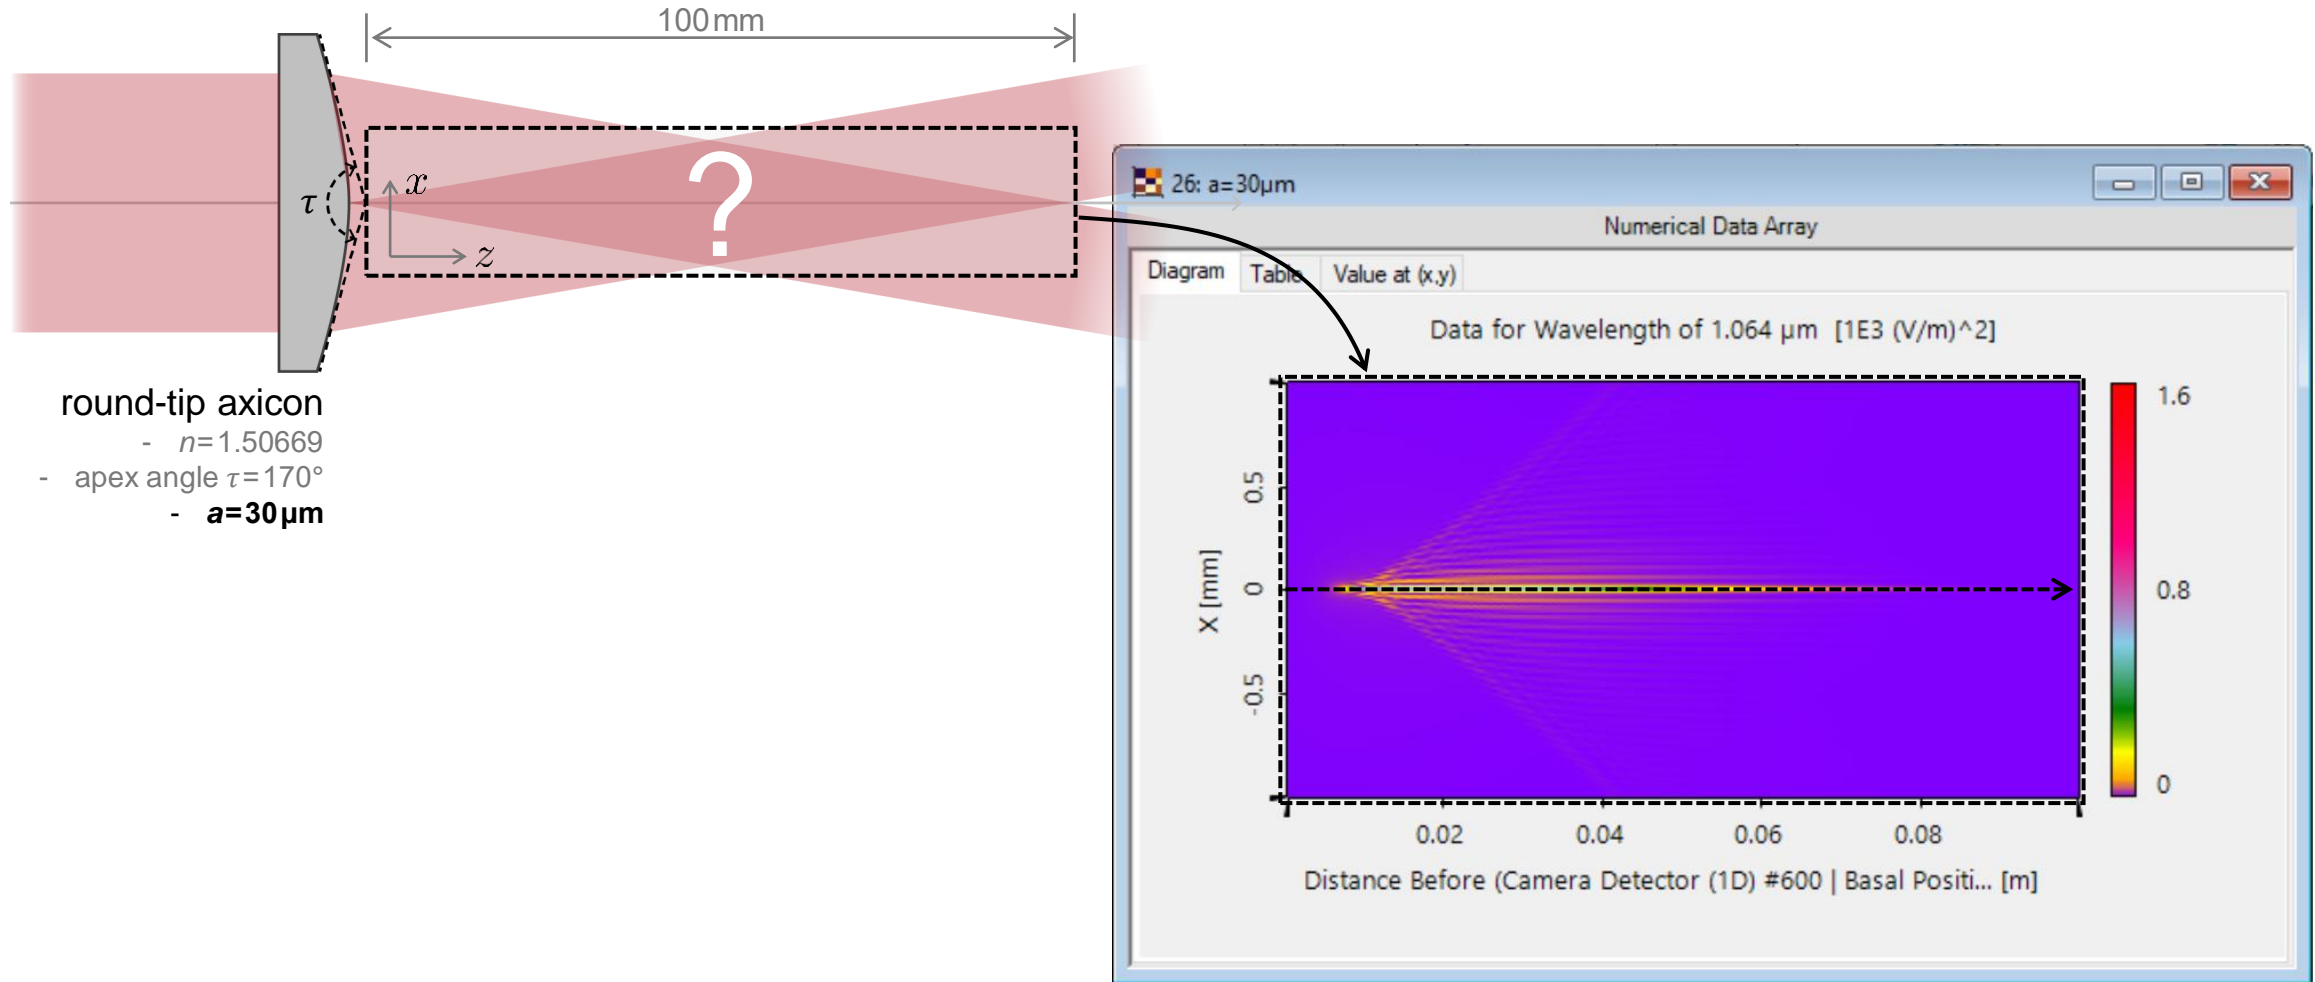 100 mm
τ
x
z
?
round-tip axicon
- n=1.50669
- apex angle τ=170°
- a=30 µm
26: a=30µm
Numerical Data Array
Diagram Table Value at (x,y)
Data for Wavelength of 1.064 µm [1E3 (V/m)^2]
X [mm]
0.5
0
-0.5
0.02 0.04 0.06 0.08
Distance Before (Camera Detector (1D) #600 | Basal Positi... [m]
1.6
0.8
0